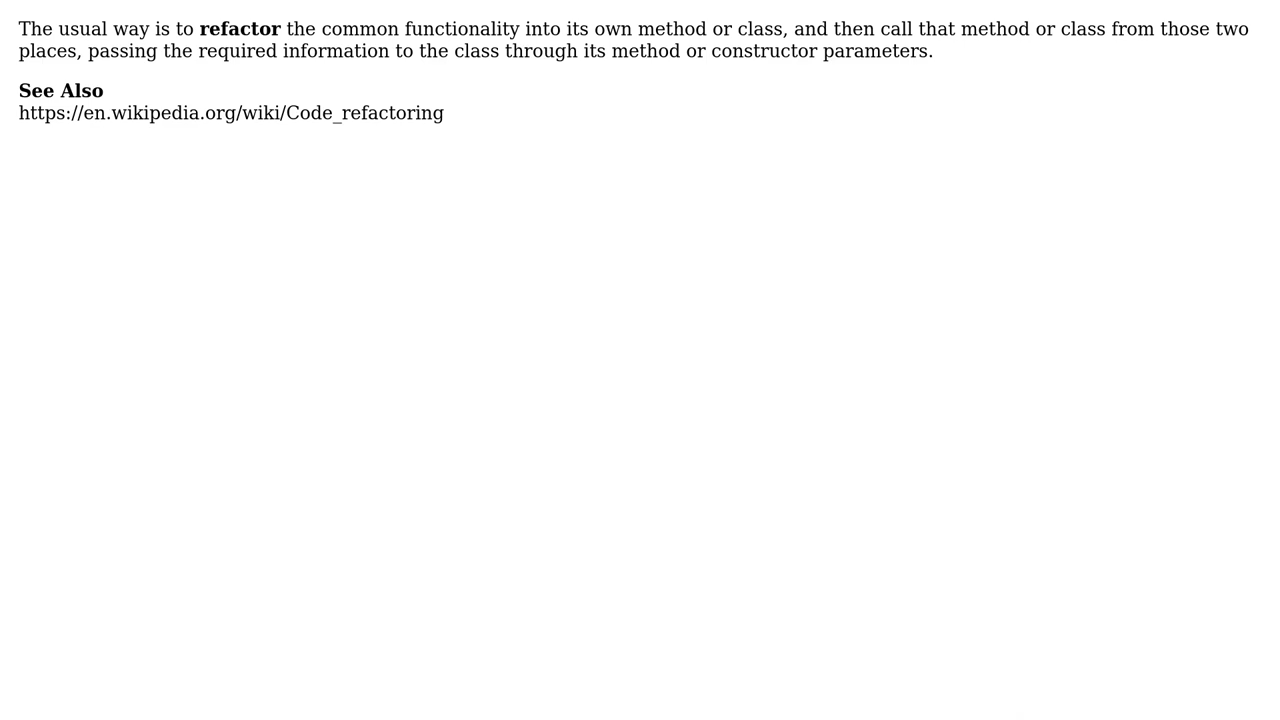 The usual way is to refactor the common functionality into its own method or class, and then call that method or class from those two
places, passing the required information to the class through its method or constructor parameters.
See Also
https://en.wikipedia.org/wiki/Code_refactoring